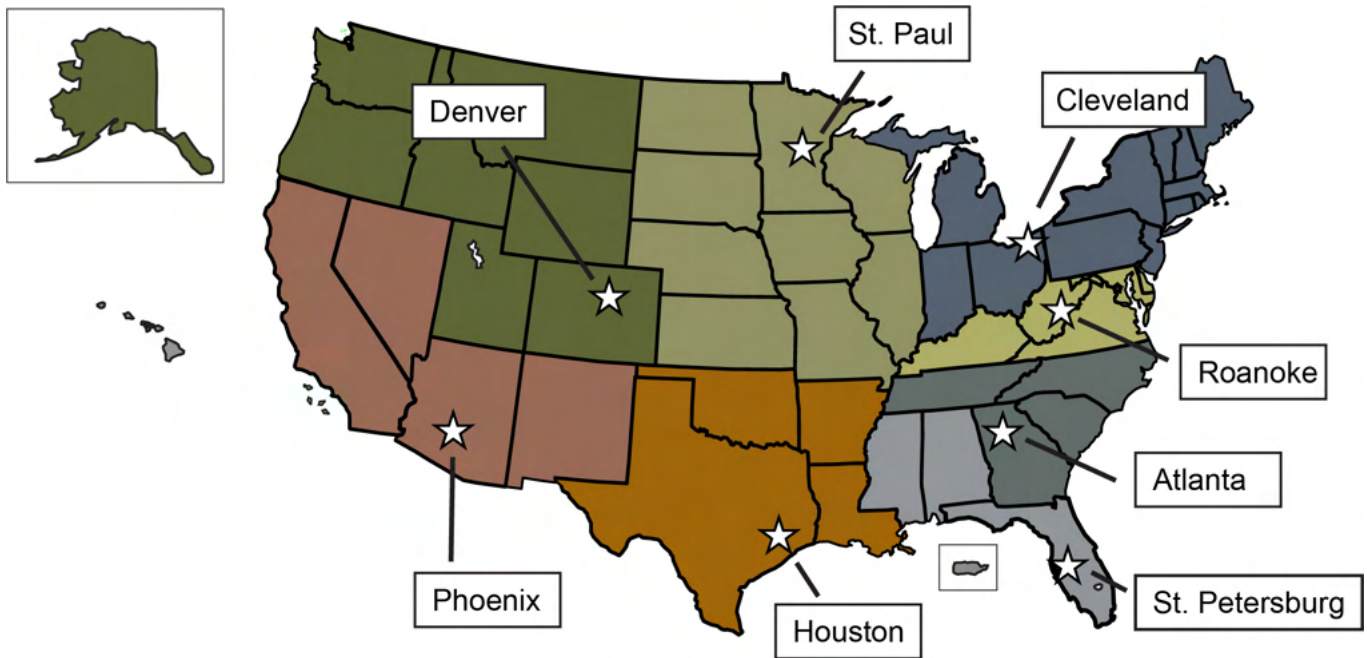 St. Paul
Cleveland
Denver
Roanoke
Atlanta
Phoenix
Houston
St. Petersburg